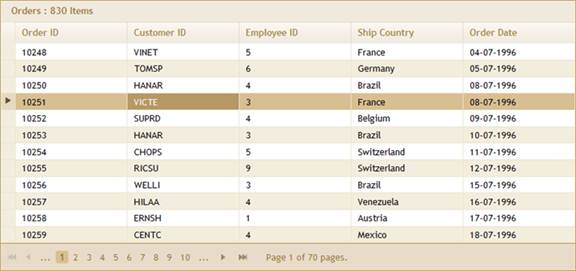 Orders : 830 Items
Order ID Customer ID Employee ID Ship Country Order Date
10248 VINET 5 France 04-07-1996
10249 TOMSP 6 Germany 05-07-1996
10250 HANAR 4 Brazil 08-07-1996
10251 VICTE 3 France 08-07-1996
10252 SUPRD 4 Belgium 09-07-1996
10253 HANAR 3 Brazil 10-07-1996
10254 CHOPS 5 Switzerland 11-07-1996
10255 RICSU 9 Switzerland 12-07-1996
10256 WELLI 3 Brazil 15-07-1996
10257 HILAA 4 Venezuela 16-07-1996
10258 ERNSH 1 Austria 17-07-1996
10259 CENTC 4 Mexico 18-07-1996
... 1 2 3 4 5 6 7 8 9 10 ... Page 1 of 70 pages.